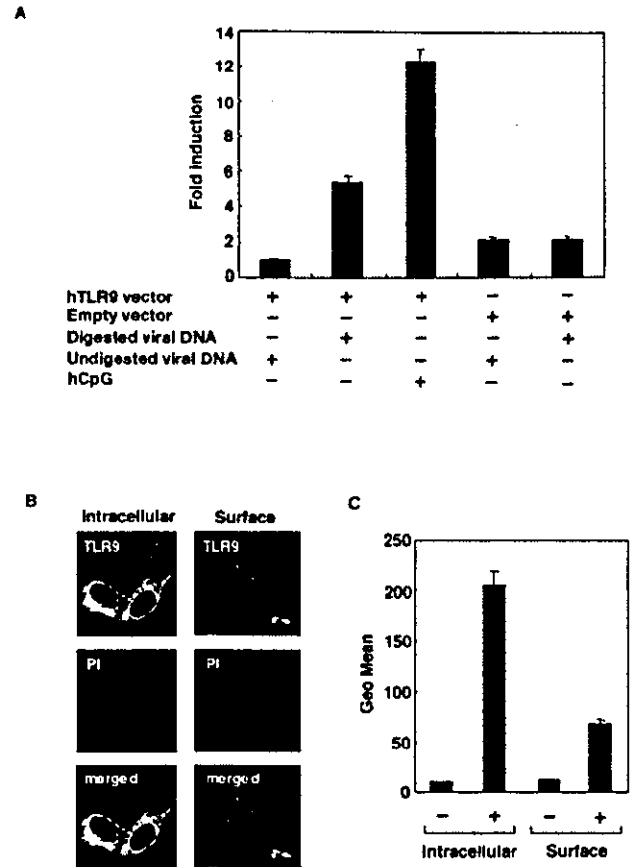 A
14
12
10
8
6
4
2
0
Fold induction
hTLR9 vector + + + − −
Empty vector − − − + +
Digested viral DNA − + − − +
Undigested viral DNA + − − + −
hCpG − − + − −
B
Intracellular Surface
TLR9 TLR9
PI PI
merged merged
C
250
200
150
100
50
0
Geo Mean
− + − +
Intracellular Surface